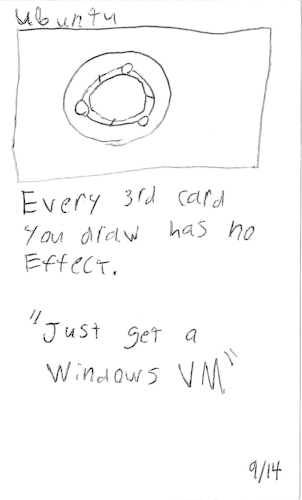 Ubuntu
Every 3rd card
you draw has no
Effect.
"Just get a
Windows VM"
9/14